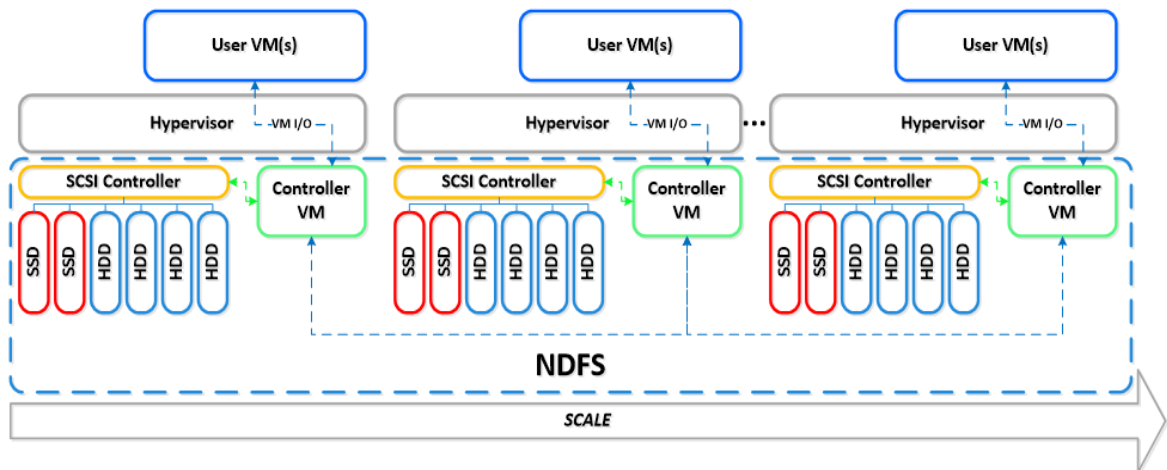 User VM(s)
User VM(s)
User VM(s)
Hypervisor
VM I/O
Hypervisor
VM I/O
...
Hypervisor
VM I/O
SCSI Controller
Controller
VM
SCSI Controller
Controller
VM
SCSI Controller
Controller
VM
SSD
SSD
HDD
HDD
HDD
HDD
SSD
SSD
HDD
HDD
HDD
HDD
SSD
SSD
HDD
HDD
HDD
HDD
NDFS
SCALE